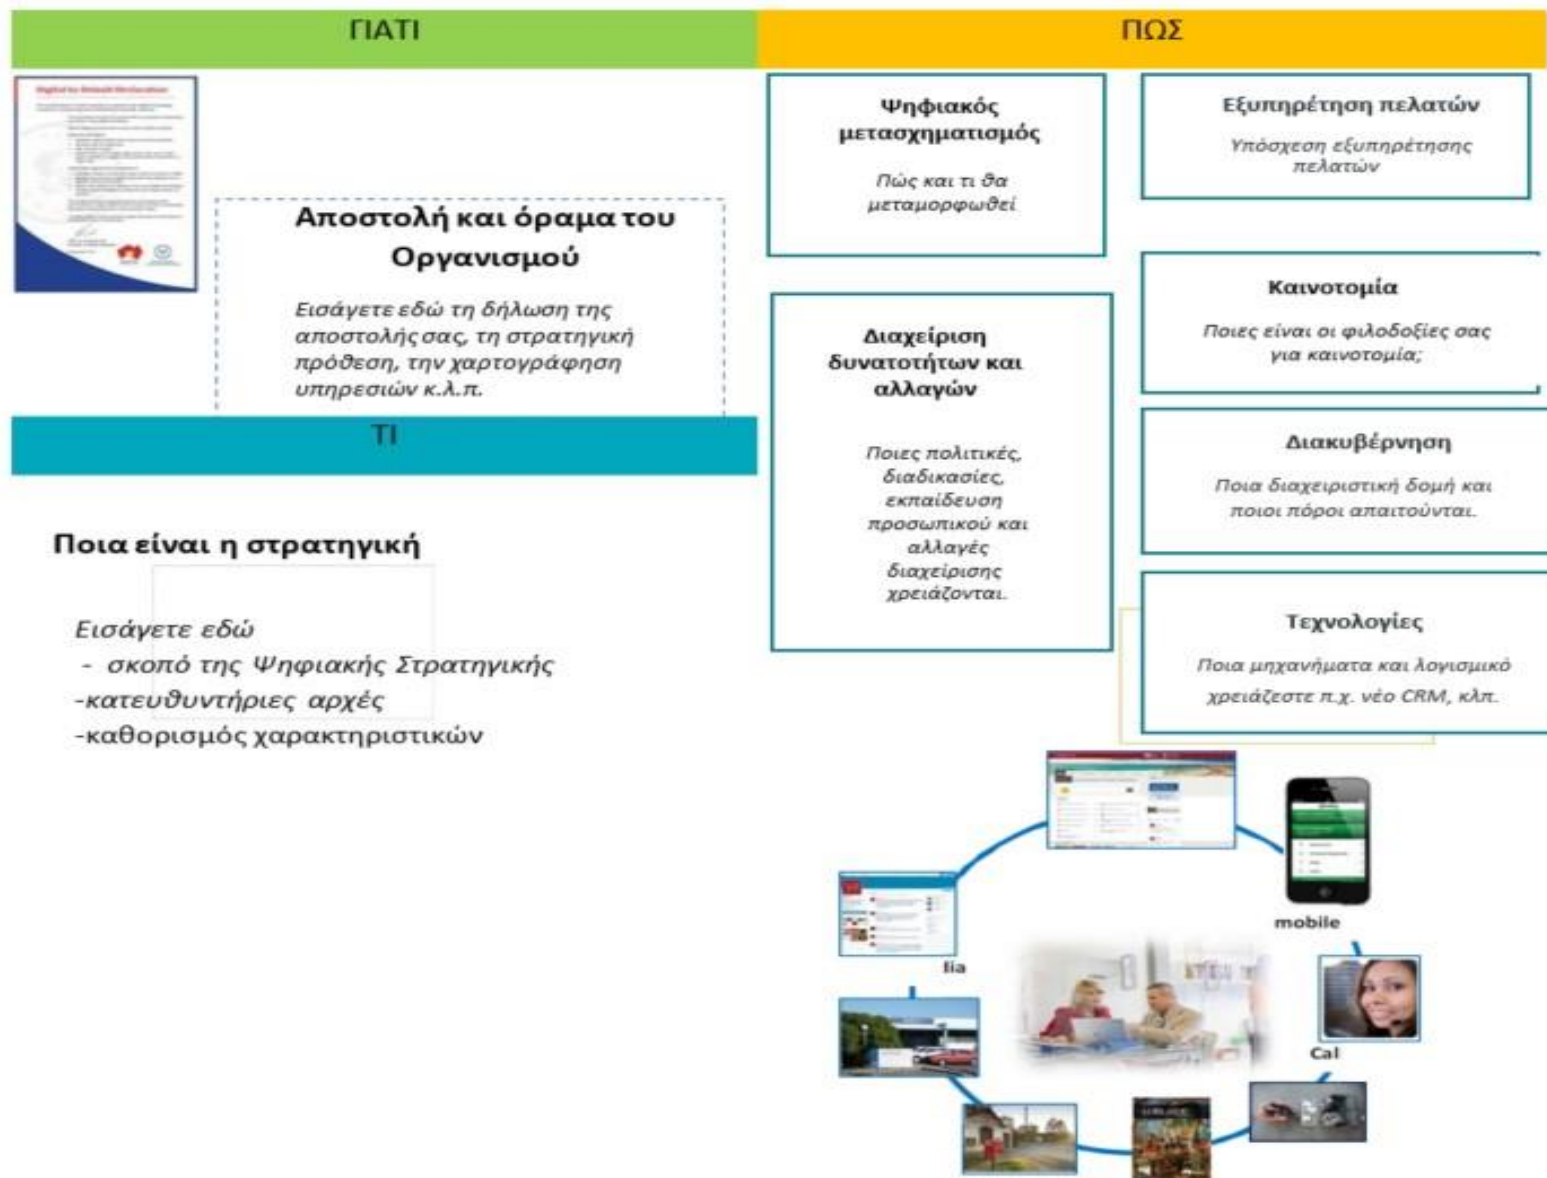 ΓΙΑΤΙ
Digital by Default Declaration
Αποστολή και όραμα του
Οργανισμού
Εισάγετε εδώ τη δήλωση της
αποστολής σας, τη στρατηγική
πρόθεση, την χαρτογράφηση
υπηρεσιών κ.λ.π.
ΤΙ
Ποια είναι η στρατηγική
Εισάγετε εδώ
- σκοπό της Ψηφιακής Στρατηγικής
-κατευθυντήριες αρχές
-καθορισμός χαρακτηριστικών
ΠΩΣ
Ψηφιακός
μετασχηματισμός
Πώς και τι θα
μεταμορφωθεί
Εξυπηρέτηση πελατών
Υπόσχεση εξυπηρέτησης
πελατών
Διαχείριση
δυνατοτήτων και
αλλαγών
Ποιες πολιτικές,
διαδικασίες,
εκπαίδευση
προσωπικού και
αλλαγές
διαχείρισης
χρειάζονται.
Καινοτομία
Ποιες είναι οι φιλοδοξίες σας
για καινοτομία;
Διακυβέρνηση
Ποια διαχειριστική δομή και
ποιοι πόροι απαιτούνται.
Τεχνολογίες
Ποια μηχανήματα και λογισμικό
χρειάζεστε π.χ. νέο CRM, κλπ.
mobile
lia
Cal